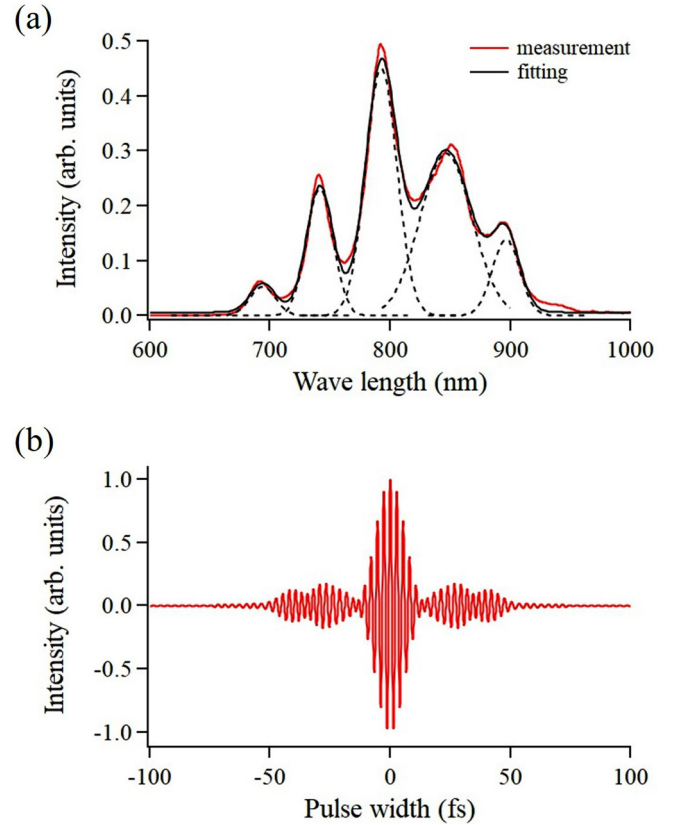 (a)
0.5
0.4
0.3
0.2
0.1
0.0
Intensity (arb. units)
measurement
fitting
600 700 800 900 1000
Wave length (nm)
(b)
1.0
0.5
0.0
-0.5
-1.0
Intensity (arb. units)
-100 -50 0 50 100
Pulse width (fs)